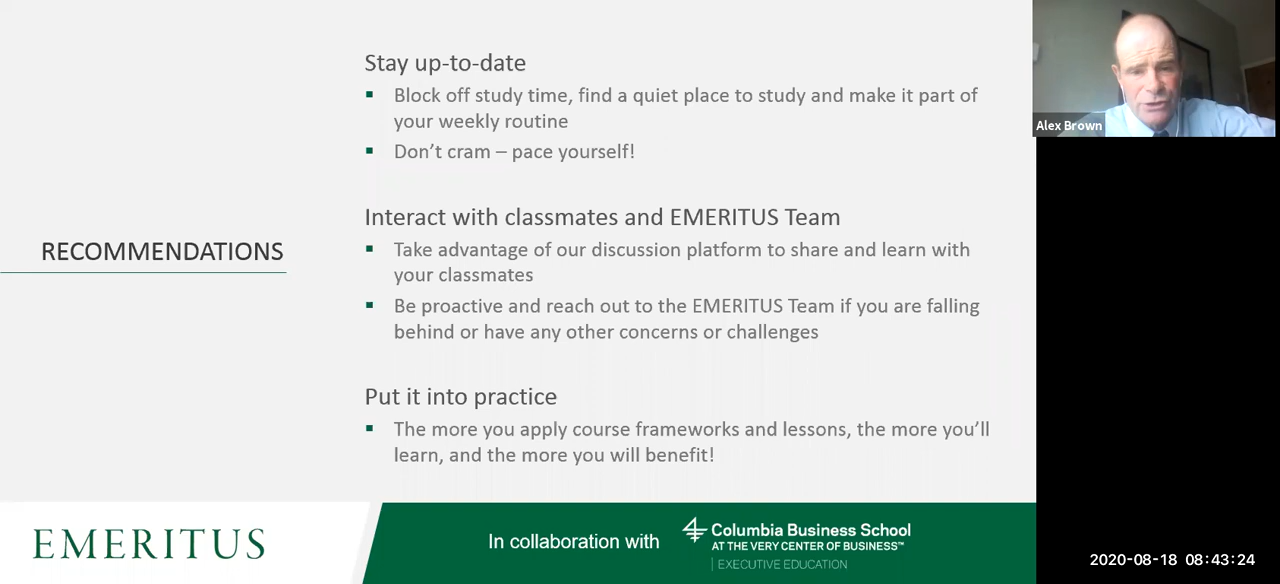 RECOMMENDATIONS
Stay up-to-date
▪ Block off study time, find a quiet place to study and make it part of
your weekly routine
▪ Don't cram – pace yourself!
Interact with classmates and EMERITUS Team
▪ Take advantage of our discussion platform to share and learn with
your classmates
▪ Be proactive and reach out to the EMERITUS Team if you are falling
behind or have any other concerns or challenges
Put it into practice
▪ The more you apply course frameworks and lessons, the more you'll
learn, and the more you will benefit!
Alex Brown
EMERITUS
In collaboration with
Columbia Business School
AT THE VERY CENTER OF BUSINESS™
| EXECUTIVE EDUCATION
2020-08-18 08:43:24